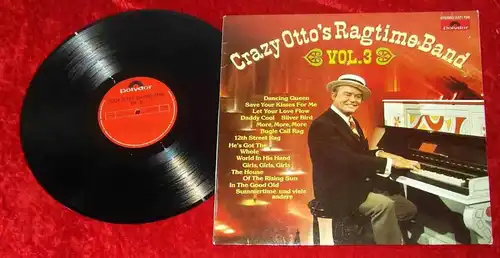 polydor
STEREO
polydor
Crazy Otto's Ragtime Band
VOL.3
Dancing Queen
Save Your Kisses For Me
Let Your Love Flow
Daddy Cool Silver Bird
More, More, More
Bugle Call Rag
12th Street Rag
He's Got The
Whole
World In His Hand
Girls, Girls, Girls
The House
Of The Rising Sun
In The Good Old
Summertime und viele
andere